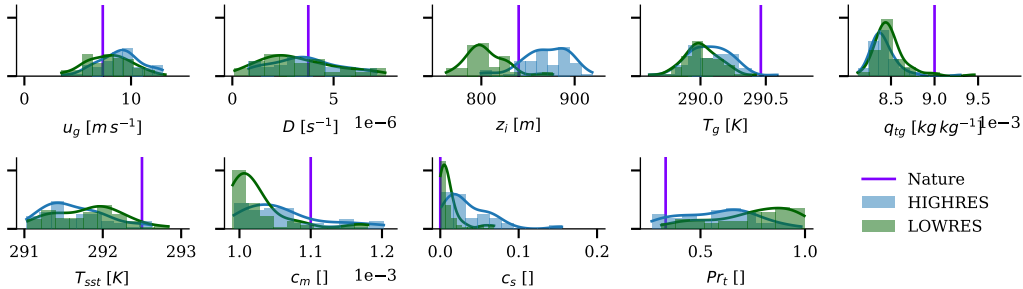 0 10
u_g [m s⁻¹]
0 5
D [s⁻¹] 1e−6
800 900
z_i [m]
290.0 290.5
T_g [K]
8.5 9.0 9.5
q_tg [kg kg⁻¹] 1e−3
291 292 293
T_sst [K]
1.0 1.1 1.2
c_m [] 1e−3
0.0 0.1 0.2
c_s []
0.5 1.0
Pr_t []
Nature
HIGHRES
LOWRES